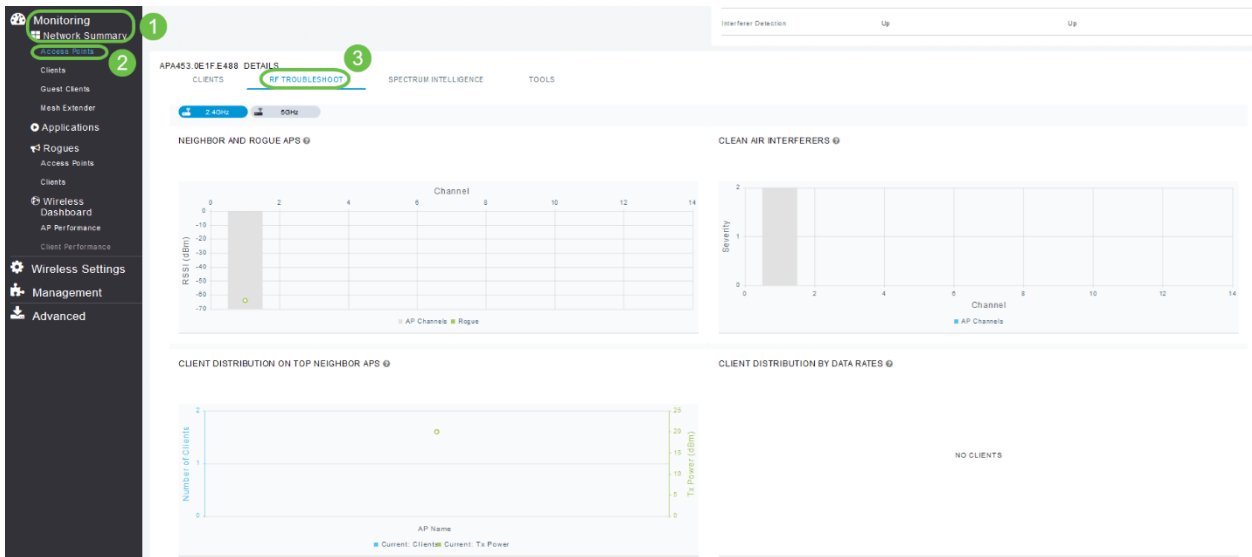 Monitoring
1
Network Summary
Access Points
2
Clients
Guest Clients
Mesh Extender
Applications
Rogues
Access Points
Clients
Wireless
Dashboard
AP Performance
Client Performance
Wireless Settings
Management
Advanced
Interferer Detection Up Up
APA453.0E1F.E488 DETAILS
3
CLIENTS RF TROUBLESHOOT SPECTRUM INTELLIGENCE TOOLS
2.4GHz 5GHz
NEIGHBOR AND ROGUE APS
Channel
0 2 4 6 8 10 12 14
RSSI (dBm)
0
-10
-20
-30
-40
-50
-60
-70
AP Channels Rogue
CLEAN AIR INTERFERERS
Severity
2
1
0
0 2 4 6 8 10 12 14
Channel
AP Channels
CLIENT DISTRIBUTION ON TOP NEIGHBOR APS
Number of Clients
2
1
0
25
20
15
10
5
0
Tx Power (dBm)
AP Name
Current: Clients Current: Tx Power
CLIENT DISTRIBUTION BY DATA RATES
NO CLIENTS